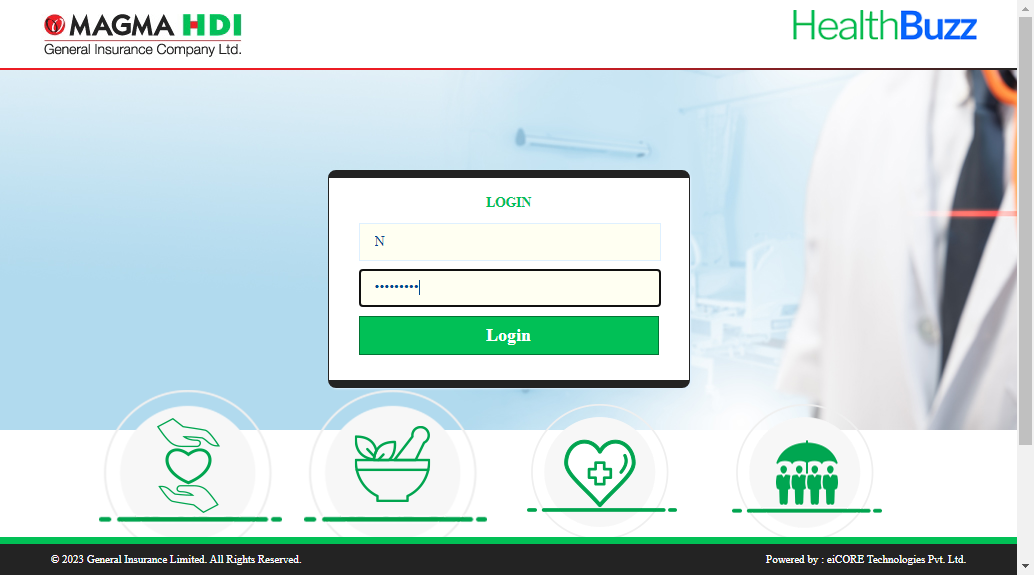 MAGMA HDI
General Insurance Company Ltd.
HealthBuzz
LOGIN
N
•••••••••
Login
© 2023 General Insurance Limited. All Rights Reserved.
Powered by : eiCORE Technologies Pvt. Ltd.